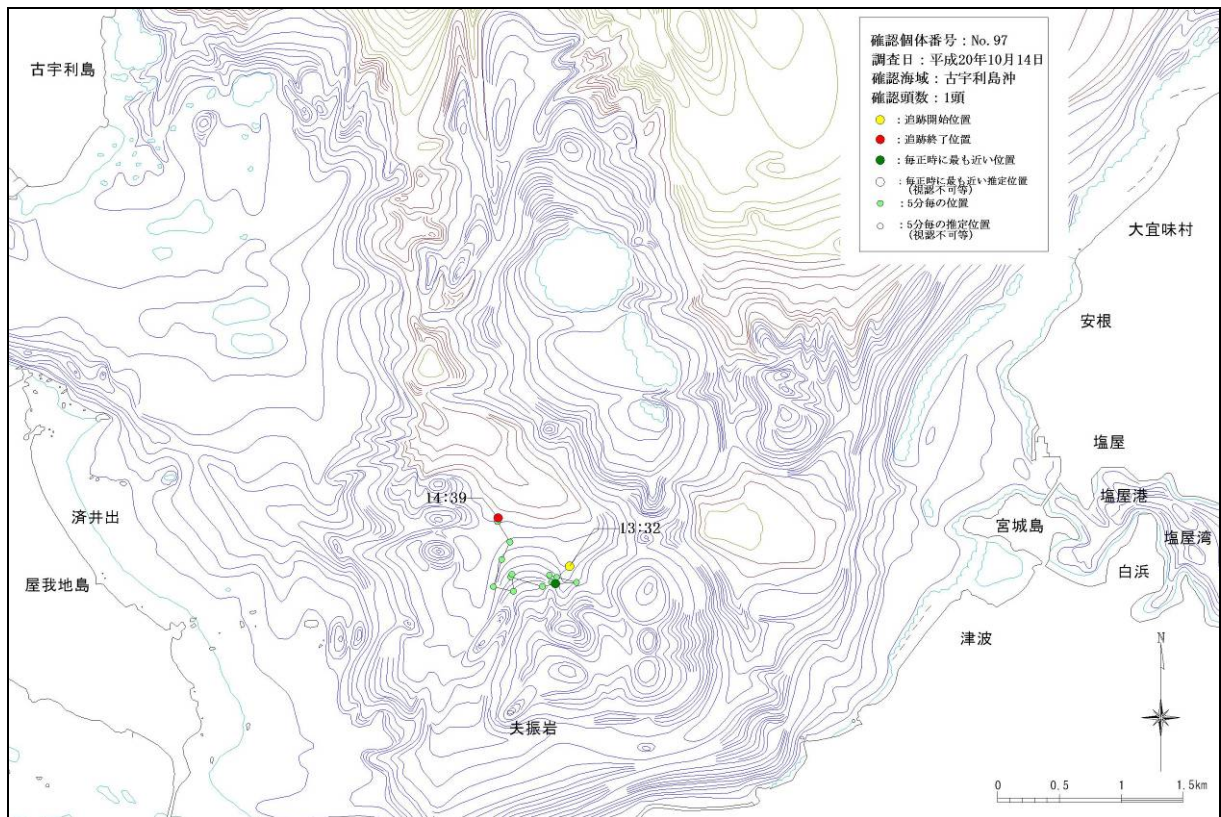 確認個体番号：No.97
調査日：平成20年10月14日
確認海域：古宇利島沖
確認頭数：1頭
：追跡開始位置
：追跡終了位置
：毎正時に最も近い位置
：毎正時に最も近い推定位置
(視認不可等)
：5分毎の位置
：5分毎の推定位置
(視認不可等)
古宇利島
大宜味村
安根
塩屋
塩屋港
宮城島
塩屋湾
白浜
津波
済井出
屋我地島
14:39
13:32
夫振岩
N
0 0.5 1 1.5km